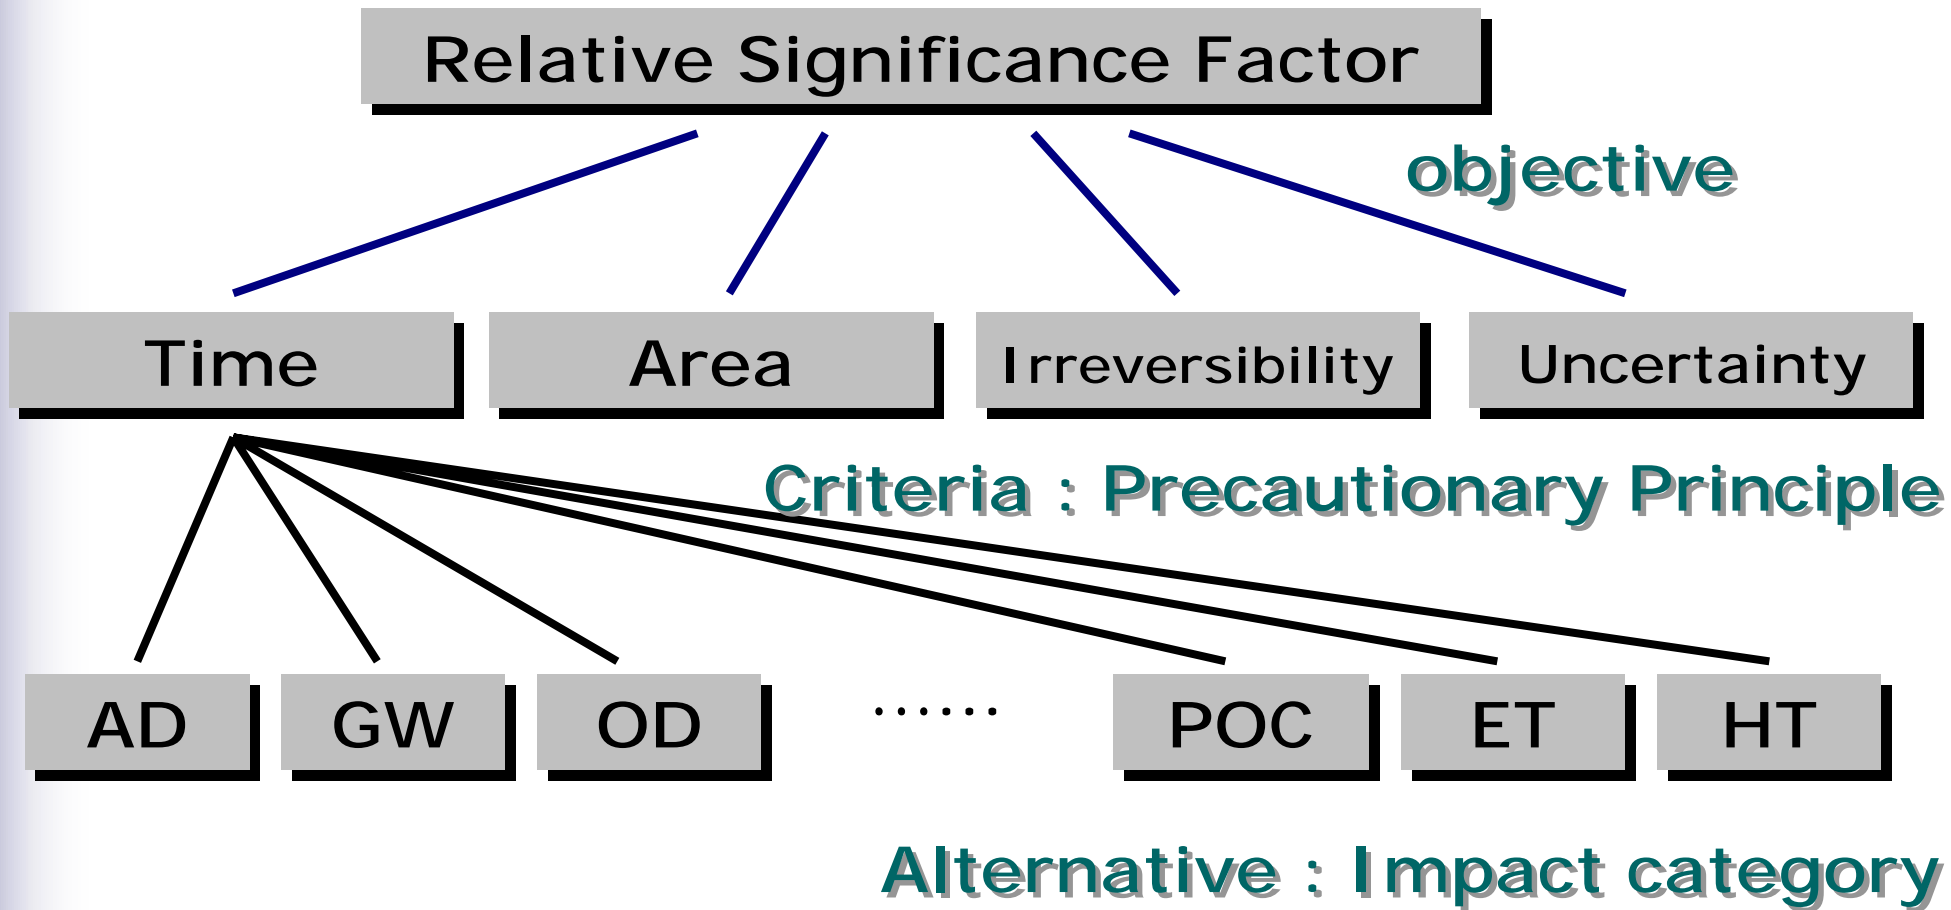 Relative Significance Factor
objective
Time Area Irreversibility Uncertainty
Criteria : Precautionary Principle
AD GW OD ...... POC ET HT
Alternative : Impact category